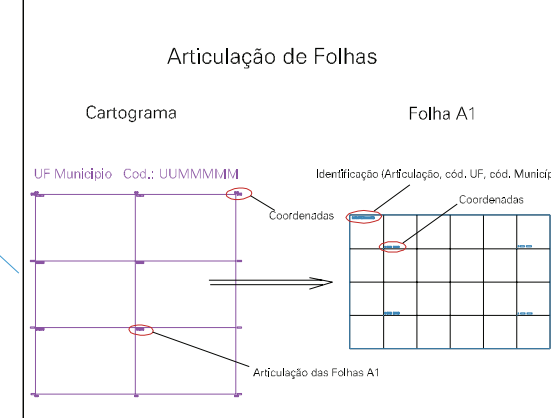 Articulação de Folhas
Cartograma
Folha A1
UF Municipio Cod.: UUMMMMM
Identificação (Articulação, cód. UF, cód. Municíp
Coordenadas
Coordenadas
Articulação das Folhas A1